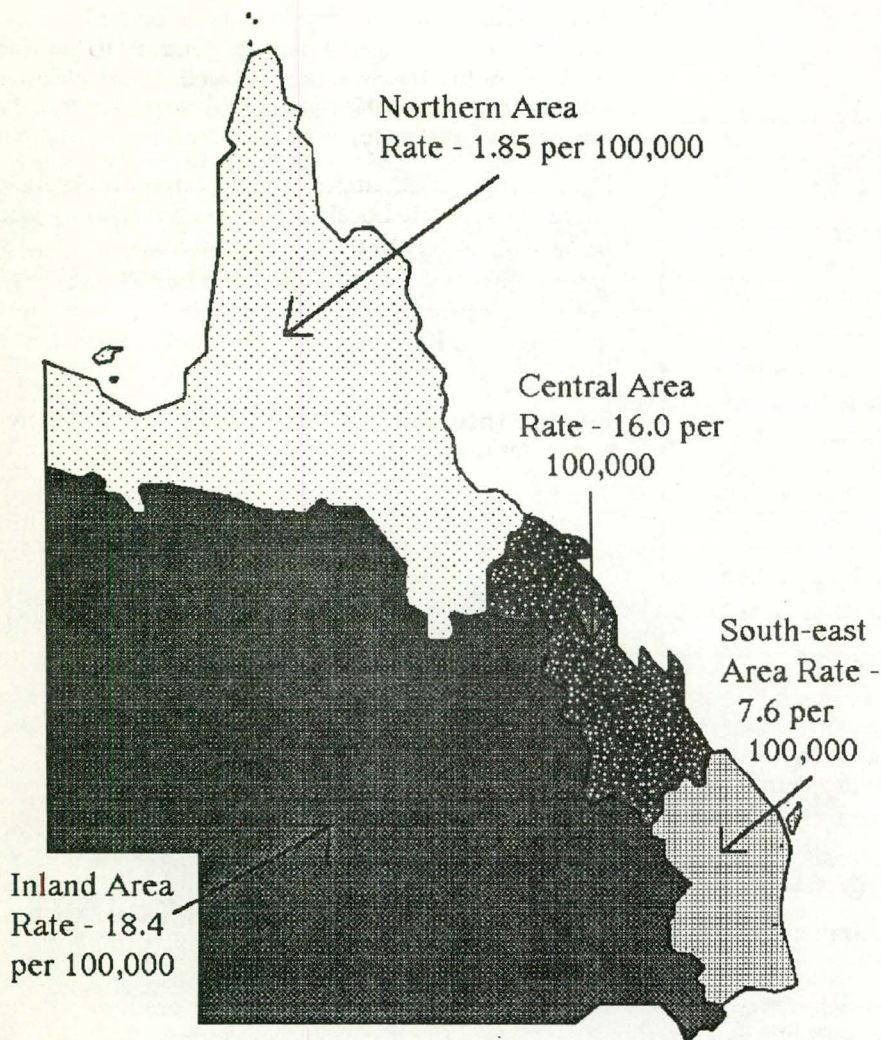 Northern Area
Rate - 1.85 per 100,000
Central Area
Rate - 16.0 per
100,000
South-east
Area Rate -
7.6 per
100,000
Inland Area
Rate - 18.4
per 100,000